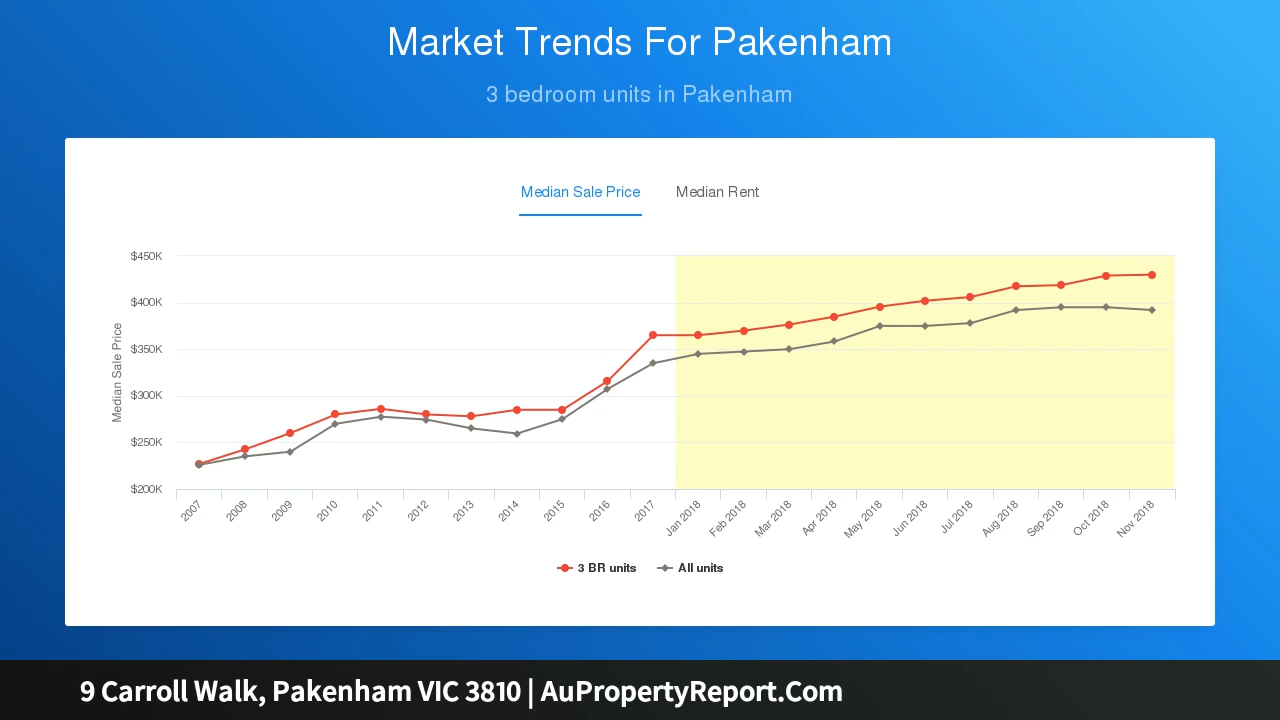 Market Trends For Pakenham
3 bedroom units in Pakenham
Median Sale Price
Median Rent
$450K
$400K
$350K
$300K
$250K
$200K
Median Sale Price
2007
2008
2009
2010
2011
2012
2013
2014
2015
2016
2017
Jan 2018
Feb 2018
Mar 2018
Apr 2018
May 2018
Jun 2018
Jul 2018
Aug 2018
Sep 2018
Oct 2018
Nov 2018
3 BR units
All units
9 Carroll Walk, Pakenham VIC 3810 | AuPropertyReport.Com